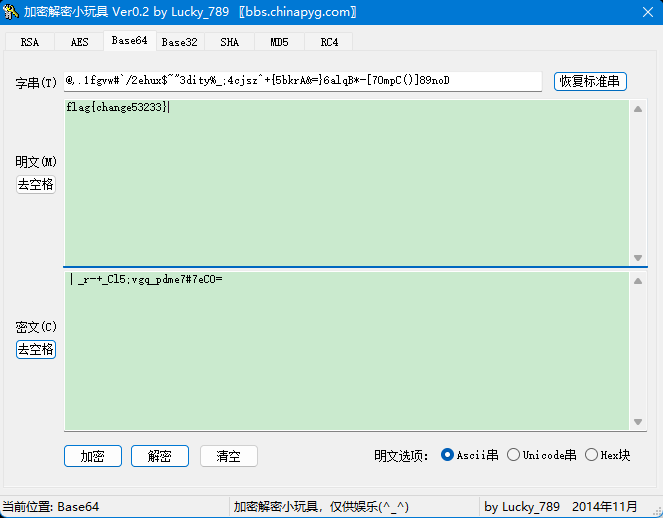 加密解密小玩具 Ver0.2 by Lucky_789 〖bbs.chinapyg.com〗
RSA AES Base64 Base32 SHA MD5 RC4
字串(T) @,.1fgvw#`/2ehux$~"3dity%_;4cjsz^+{5bkrA&=}6alqB*-[70mpC()]89noD 恢复标准串
flag{change53233}
明文(M)
去空格
|_r-+_Cl5;vgq_pdme7#7eC0=
密文(C)
去空格
加密 解密 清空 明文选项： Ascii串 Unicode串 Hex块
当前位置: Base64 加密解密小玩具，仅供娱乐(^_^) by Lucky_789 2014年11月